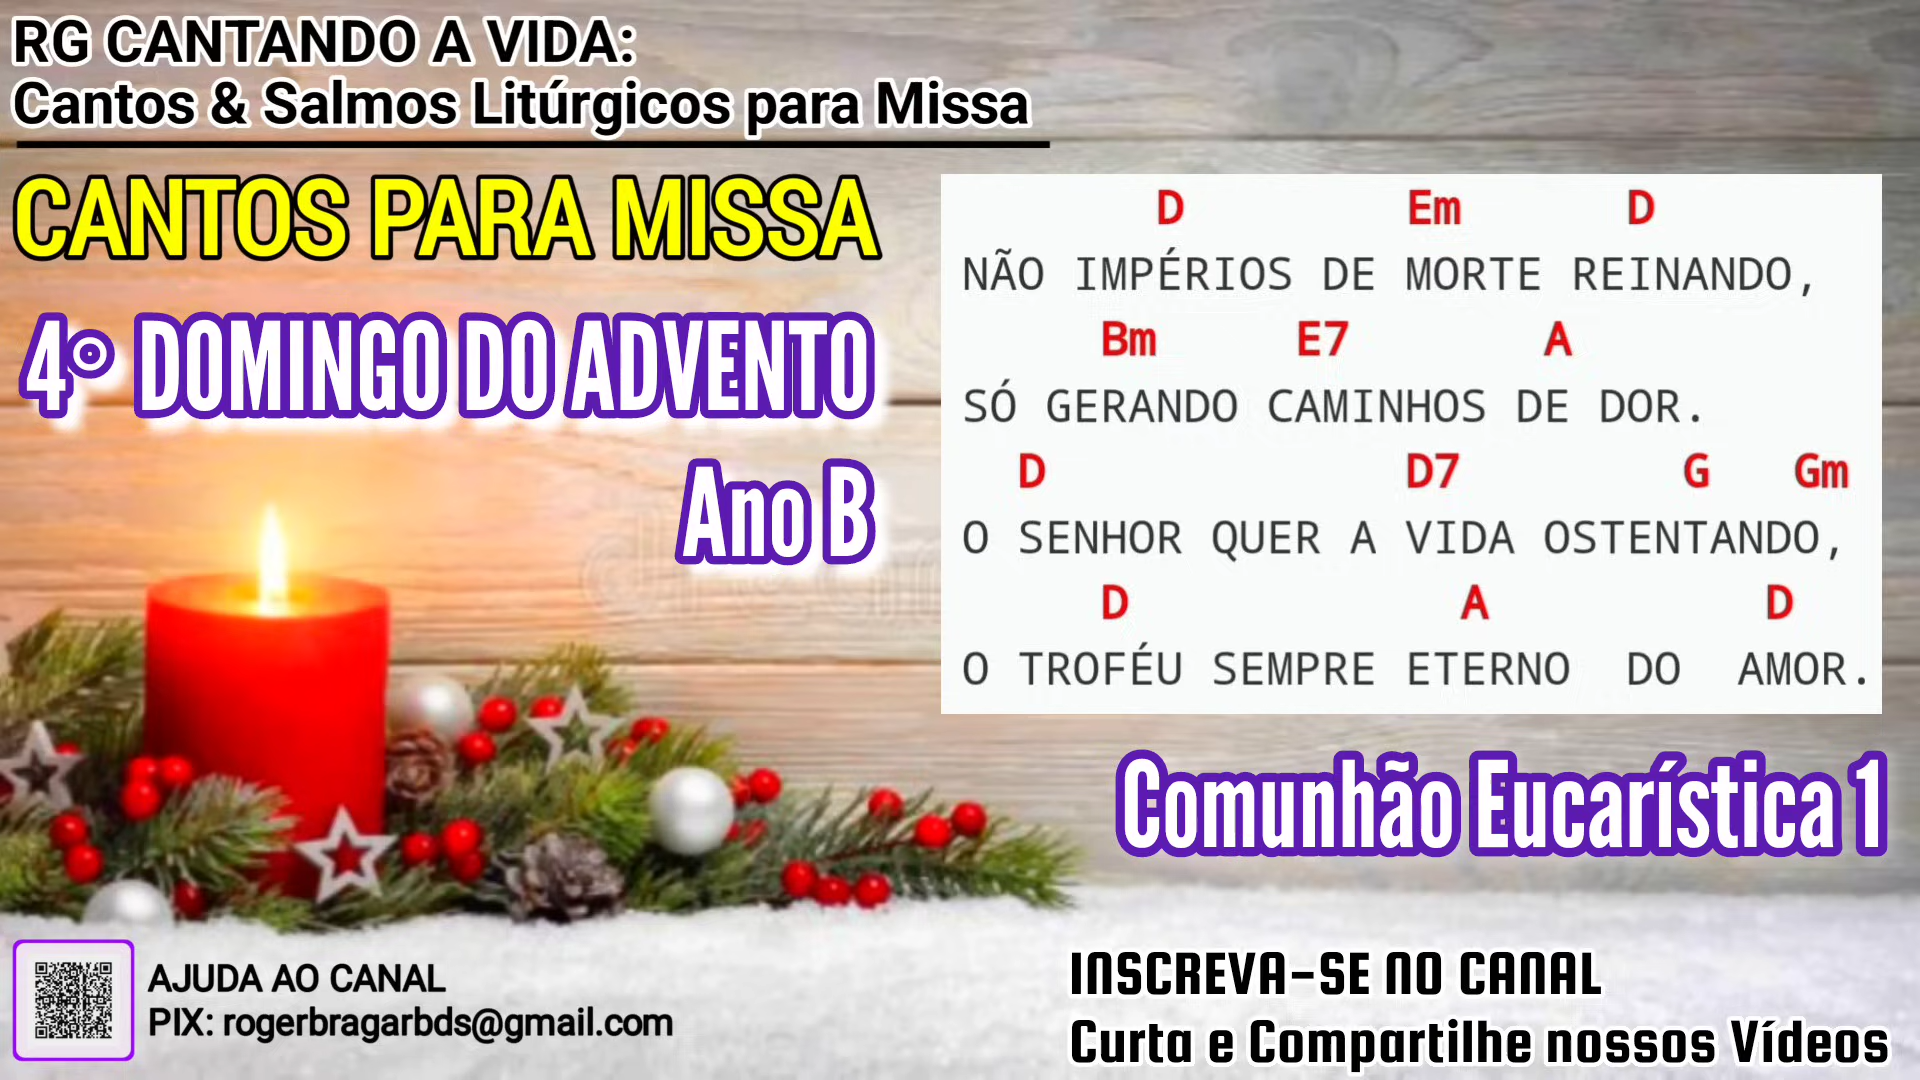 RG CANTANDO A VIDA:
Cantos & Salmos Litúrgicos para Missa
CANTOS PARA MISSA
4º DOMINGO DO ADVENTO
Ano B
D Em D
NÃO IMPÉRIOS DE MORTE REINANDO,
Bm E7 A
SÓ GERANDO CAMINHOS DE DOR.
D D7 G Gm
O SENHOR QUER A VIDA OSTENTANDO,
D A D
O TROFÉU SEMPRE ETERNO DO AMOR.
Comunhão Eucarística 1
AJUDA AO CANAL
PIX: rogerbragarbds@gmail.com
INSCREVA-SE NO CANAL
Curta e Compartilhe nossos Vídeos